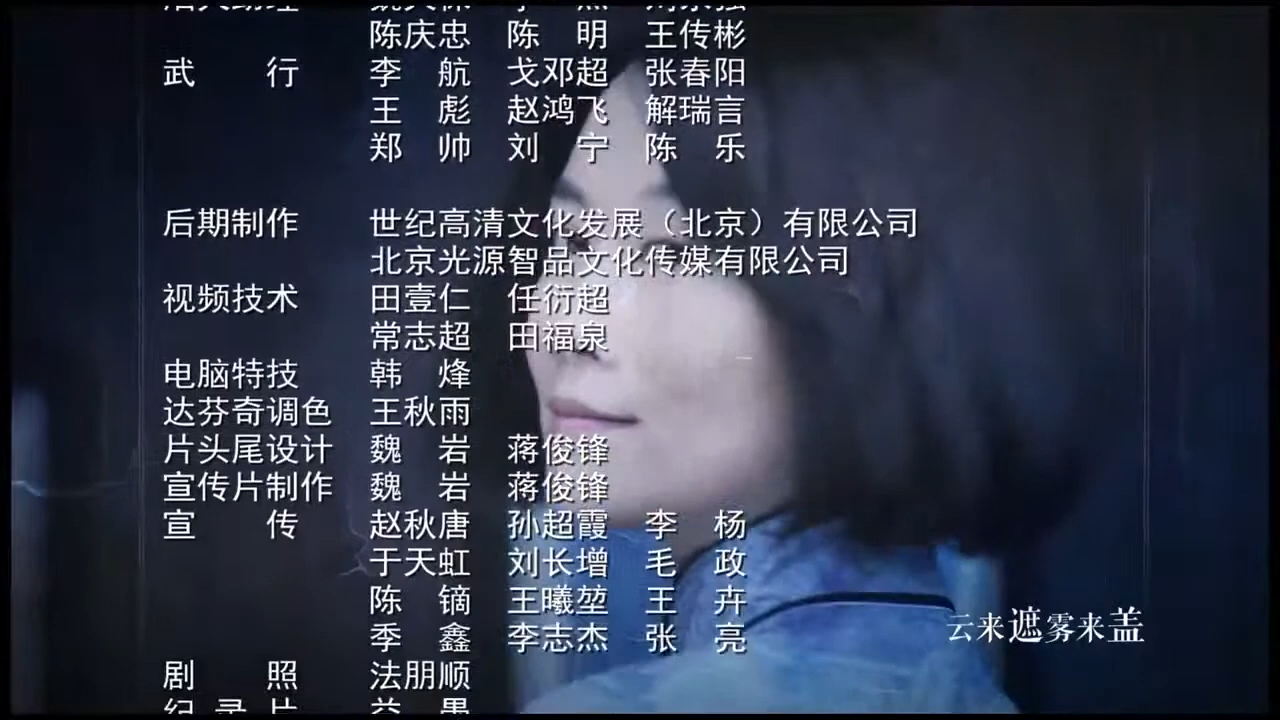 陈庆忠 陈 明 王传彬
武 行 李 航 戈邓超 张春阳
王 彪 赵鸿飞 解瑞言
郑 帅 刘 宁 陈 乐
后期制作 世纪高清文化发展（北京）有限公司
北京光源智品文化传媒有限公司
视频技术 田壹仁 任衍超
常志超 田福泉
电脑特技 韩 烽
达芬奇调色 王秋雨
片头尾设计 魏 岩 蒋俊锋
宣传片制作 魏 岩 蒋俊锋
宣 传 赵秋唐 孙超霞 李 杨
于天虹 刘长增 毛 政
陈 镝 王曦堃 王 卉
云来遮雾来盖
季 鑫 李志杰 张 亮
剧 照 法朋顺
纪 录 片